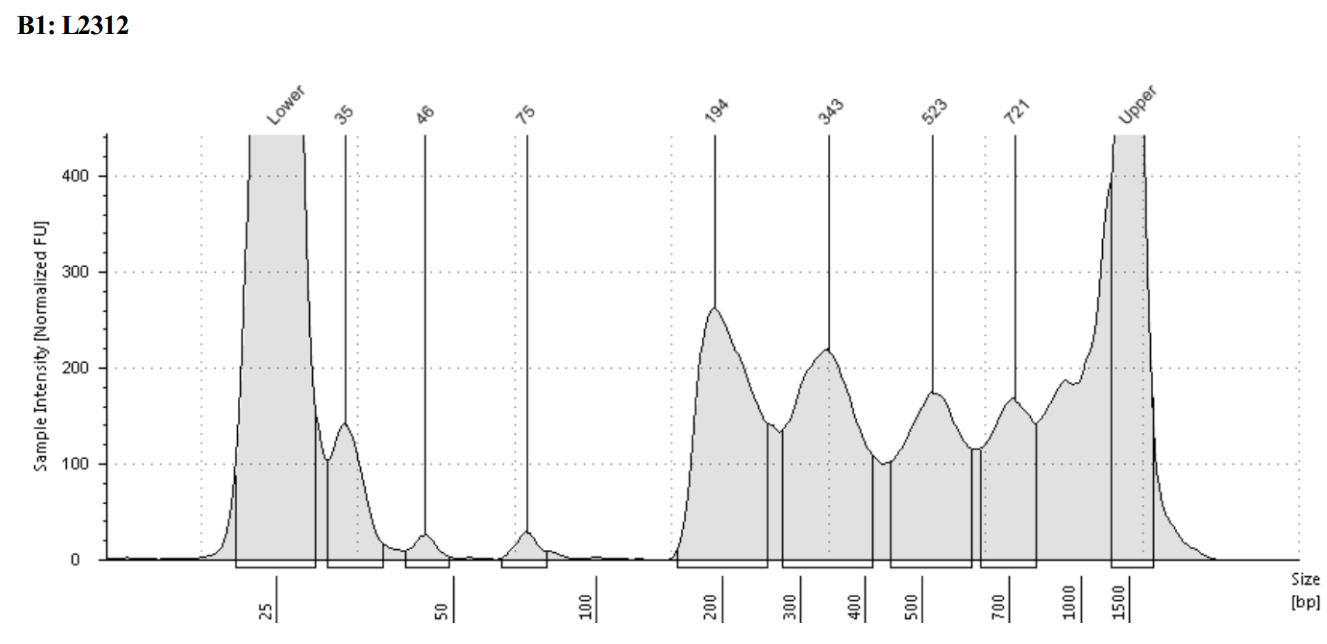 B1: L2312
Lower 35 46 75 194 343 523 721 Upper
Sample Intensity [Normalized FU]
400
300
200
100
0
25 50 100 200 300 400 500 700 1000 1500
Size
[bp]